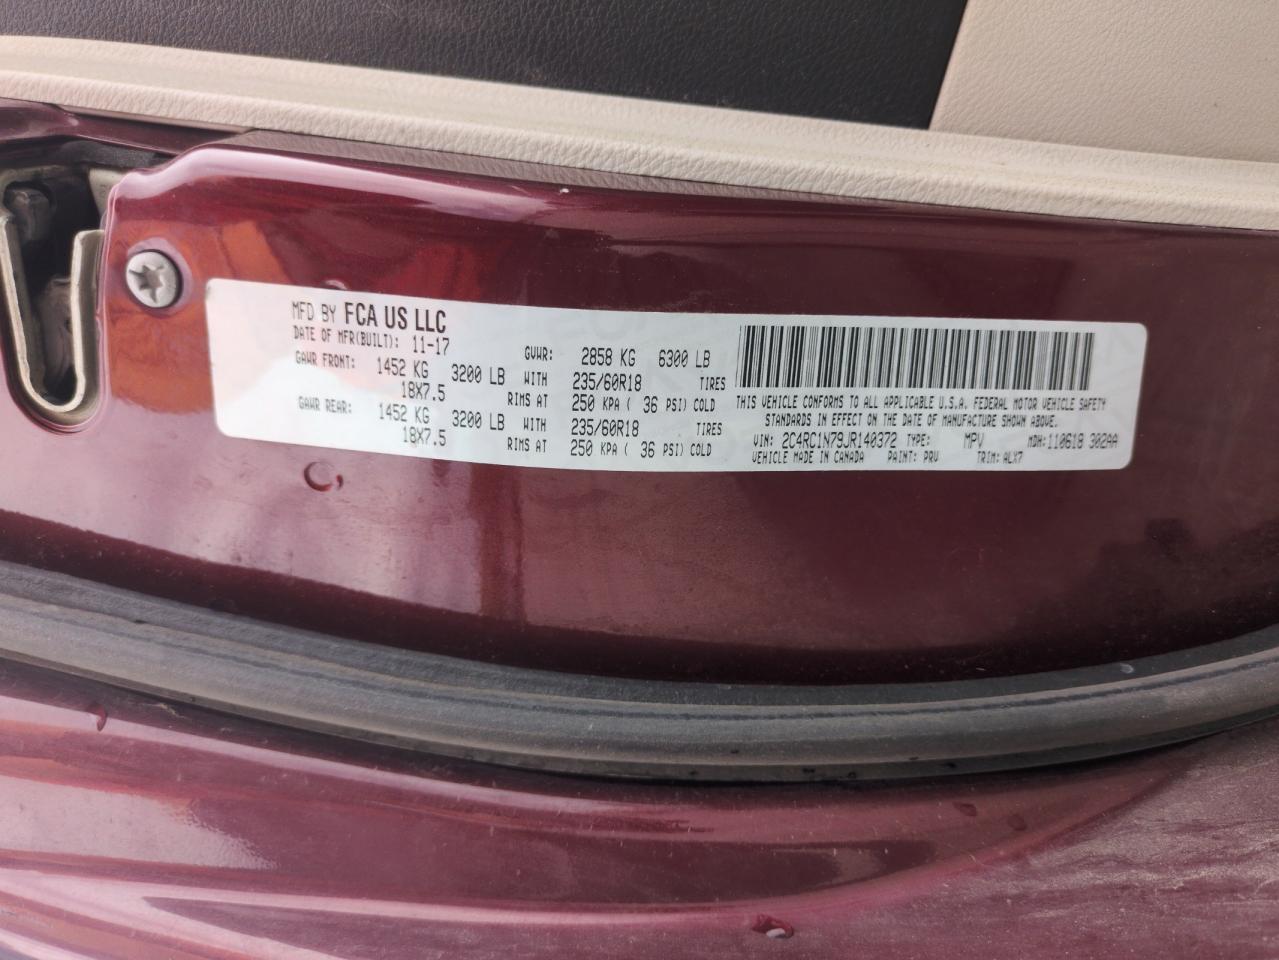 MFD BY FCA US LLC
DATE OF MFR(BUILT): 11-17 GVWR: 2858 KG 6300 LB
GAWR FRONT: 1452 KG 3200 LB WITH 235/60R18 TIRES
18X7.5 RIMS AT 250 KPA ( 36 PSI) COLD
GAWR REAR: 1452 KG 3200 LB WITH 235/60R18 TIRES
18X7.5 RIMS AT 250 KPA ( 36 PSI) COLD
THIS VEHICLE CONFORMS TO ALL APPLICABLE U.S.A. FEDERAL MOTOR VEHICLE SAFETY
STANDARDS IN EFFECT ON THE DATE OF MANUFACTURE SHOWN ABOVE.
VIN: 2C4RC1N79JR140372 TYPE: MPV MDH: 110618 302AA
VEHICLE MADE IN CANADA PAINT: PRV TRIM: ALX7